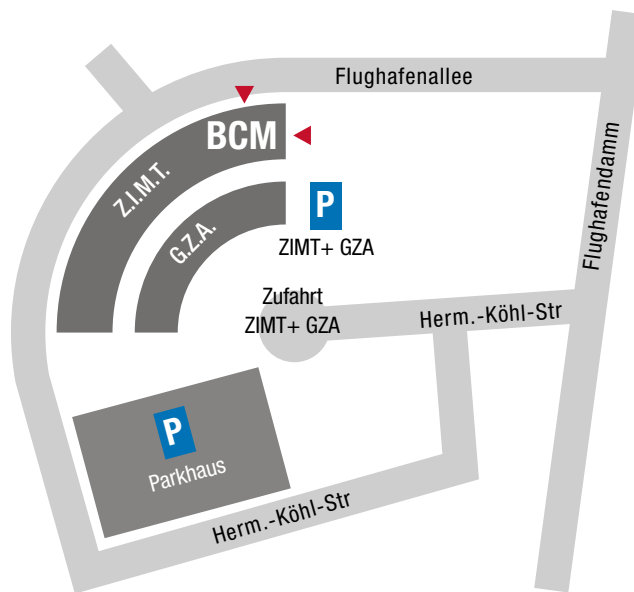 Flughafenallee
BCM
Z.I.M.T.
G.Z.A.
P
ZIMT+ GZA
Flughafendamm
Zufahrt
ZIMT+ GZA
Herm.-Köhl-Str
P
Parkhaus
Herm.-Köhl-Str